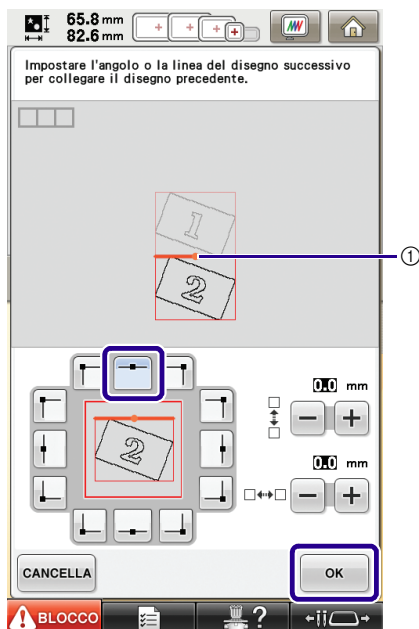 65.8 mm
82.6 mm
Impostare l'angolo o la linea del disegno successivo
per collegare il disegno precedente.
1
①
2
0.0 mm
2
0.0 mm
CANCELLA
OK
BLOCCO
?